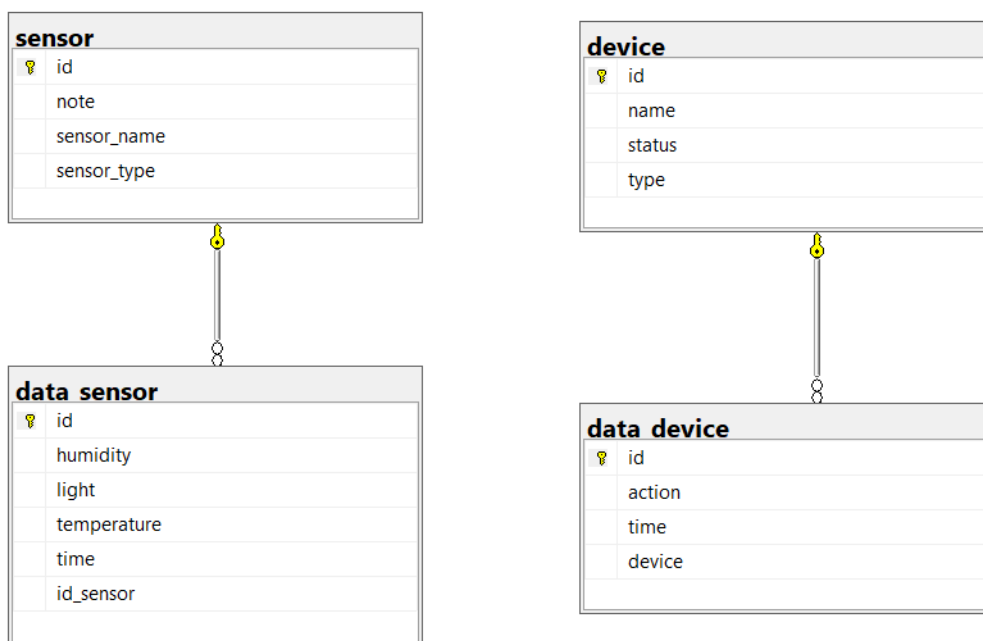 sensor
id
note
sensor_name
sensor_type
device
id
name
status
type
data_sensor
id
humidity
light
temperature
time
id_sensor
data_device
id
action
time
device